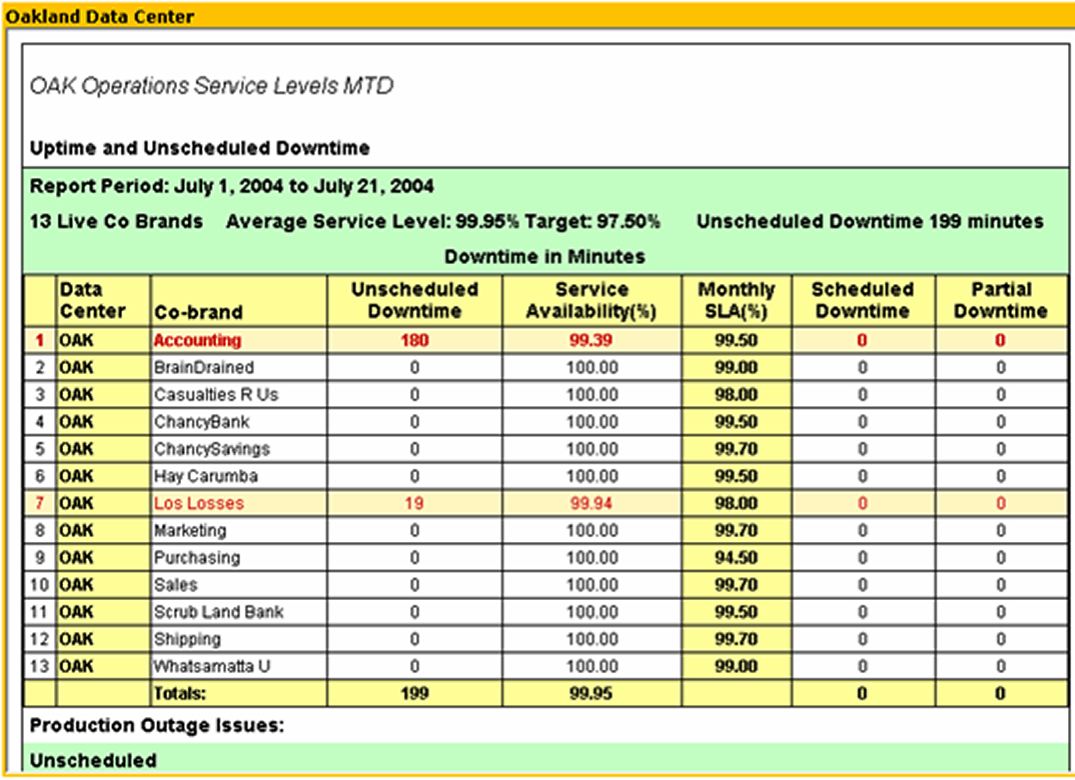 Oakland Data Center
OAK Operations Service Levels MTD
Uptime and Unscheduled Downtime
Report Period: July 1, 2004 to July 21, 2004
13 Live Co Brands Average Service Level: 99.95% Target: 97.50% Unscheduled Downtime 199 minutes
Downtime in Minutes
Data Center Co-brand Unscheduled Downtime Service Availability(%) Monthly SLA(%) Scheduled Downtime Partial Downtime
1 OAK Accounting 180 99.39 99.50 0 0
2 OAK BrainDrained 0 100.00 99.00 0 0
3 OAK Casualties R Us 0 100.00 98.00 0 0
4 OAK ChancyBank 0 100.00 99.50 0 0
5 OAK ChancySavings 0 100.00 99.70 0 0
6 OAK Hay Carumba 0 100.00 99.50 0 0
7 OAK Los Losses 19 99.94 98.00 0 0
8 OAK Marketing 0 100.00 99.70 0 0
9 OAK Purchasing 0 100.00 94.50 0 0
10 OAK Sales 0 100.00 99.70 0 0
11 OAK Scrub Land Bank 0 100.00 99.50 0 0
12 OAK Shipping 0 100.00 99.70 0 0
13 OAK Whatsamatta U 0 100.00 99.00 0 0
Totals: 199 99.95 0 0
Production Outage Issues:
Unscheduled